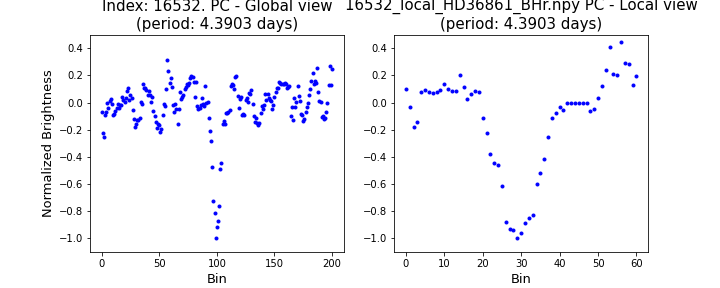 Index: 16532. PC - Global view
(period: 4.3903 days)
16532_local_HD36861_BHr.npy PC - Local view
(period: 4.3903 days)
Normalized Brightness
0.4
0.2
0.0
−0.2
−0.4
−0.6
−0.8
−1.0
0 50 100 150 200
Bin
0.4
0.2
0.0
−0.2
−0.4
−0.6
−0.8
−1.0
0 10 20 30 40 50 60
Bin